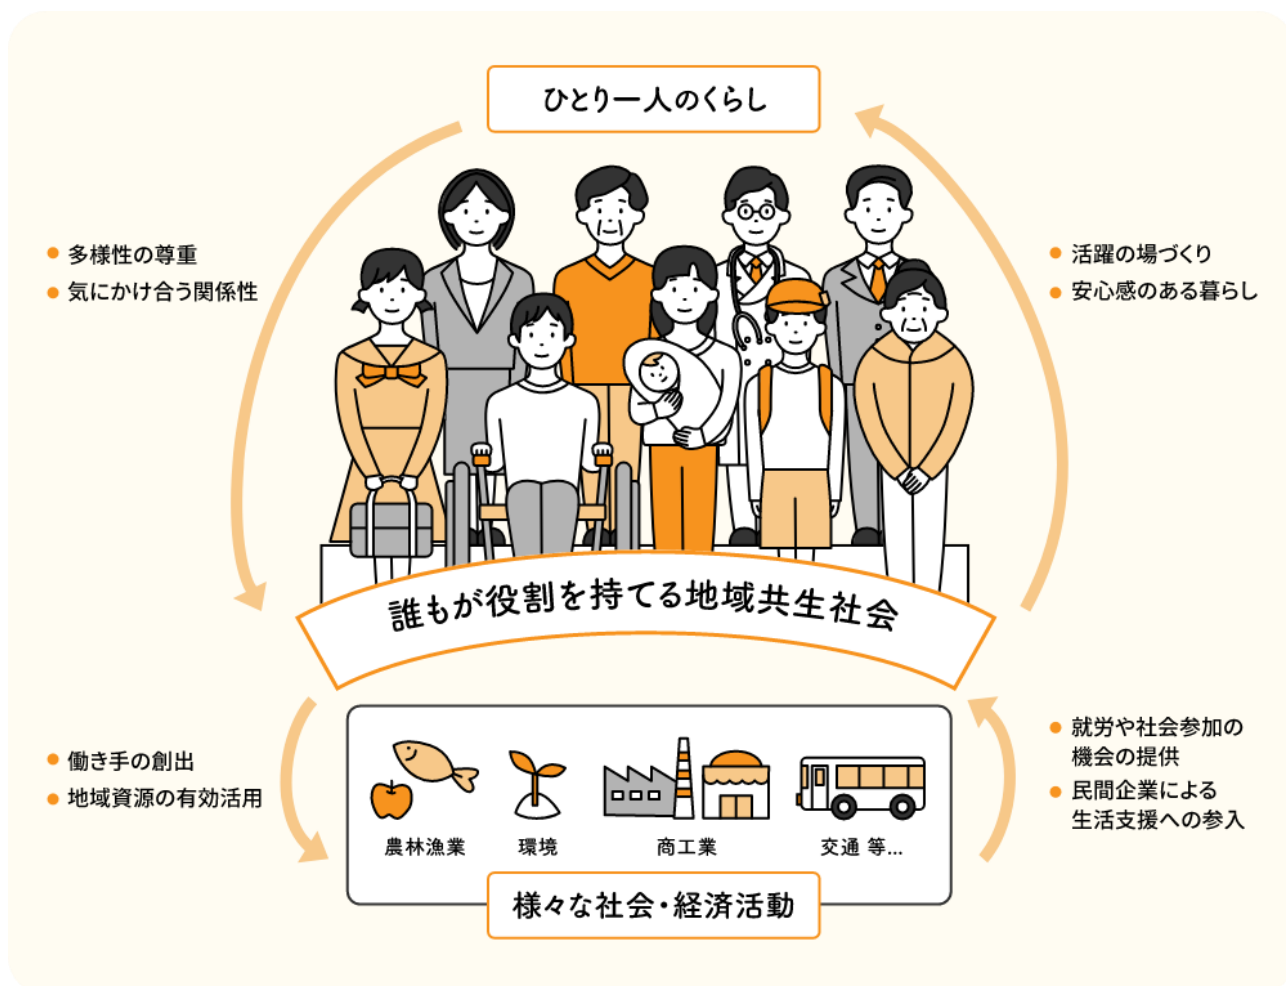 ひとり一人のくらし
多様性の尊重
気にかけ合う関係性
活躍の場づくり
安心感のある暮らし
誰もが役割を持てる地域共生社会
働き手の創出
地域資源の有効活用
就労や社会参加の
機会の提供
民間企業による
生活支援への参入
農林漁業
環境
商工業
交通 等...
様々な社会・経済活動